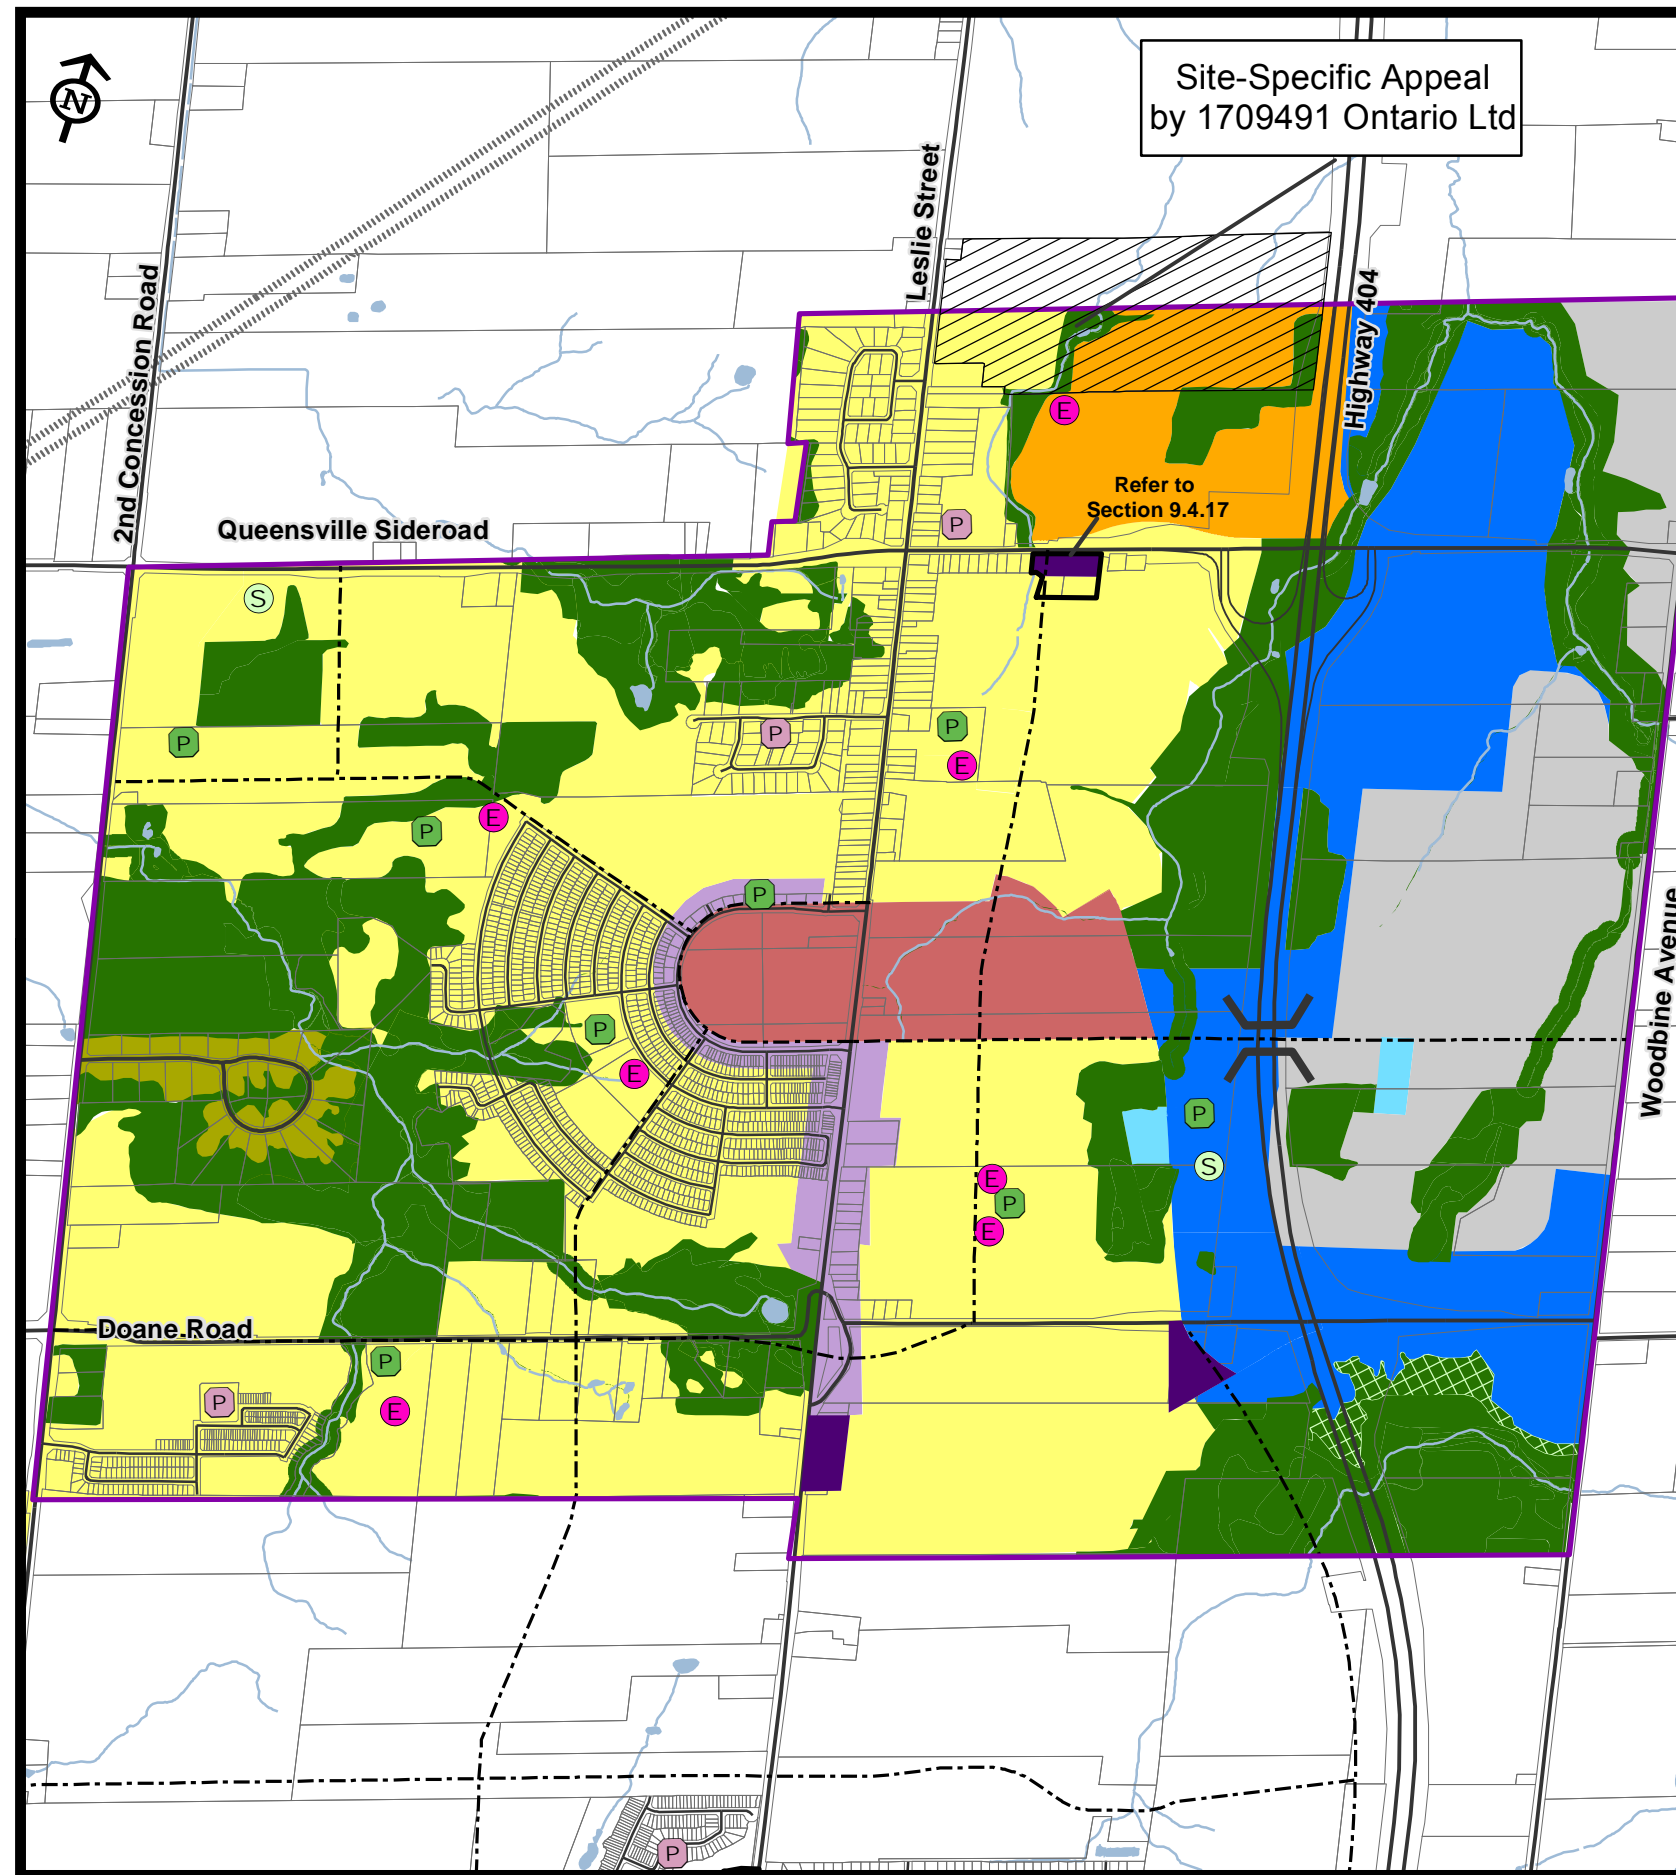 N
Site-Specific Appeal
by 1709491 Ontario Ltd
Leslie Street
2nd Concession Road
Highway 404
E
Refer to
Section 9.4.17
P
Queensville Sideroad
S
P
P
P
E
E
P
P
Woodbine Avenue
P
E
P
S
E
P
E
Doane Road
P
P
E
P